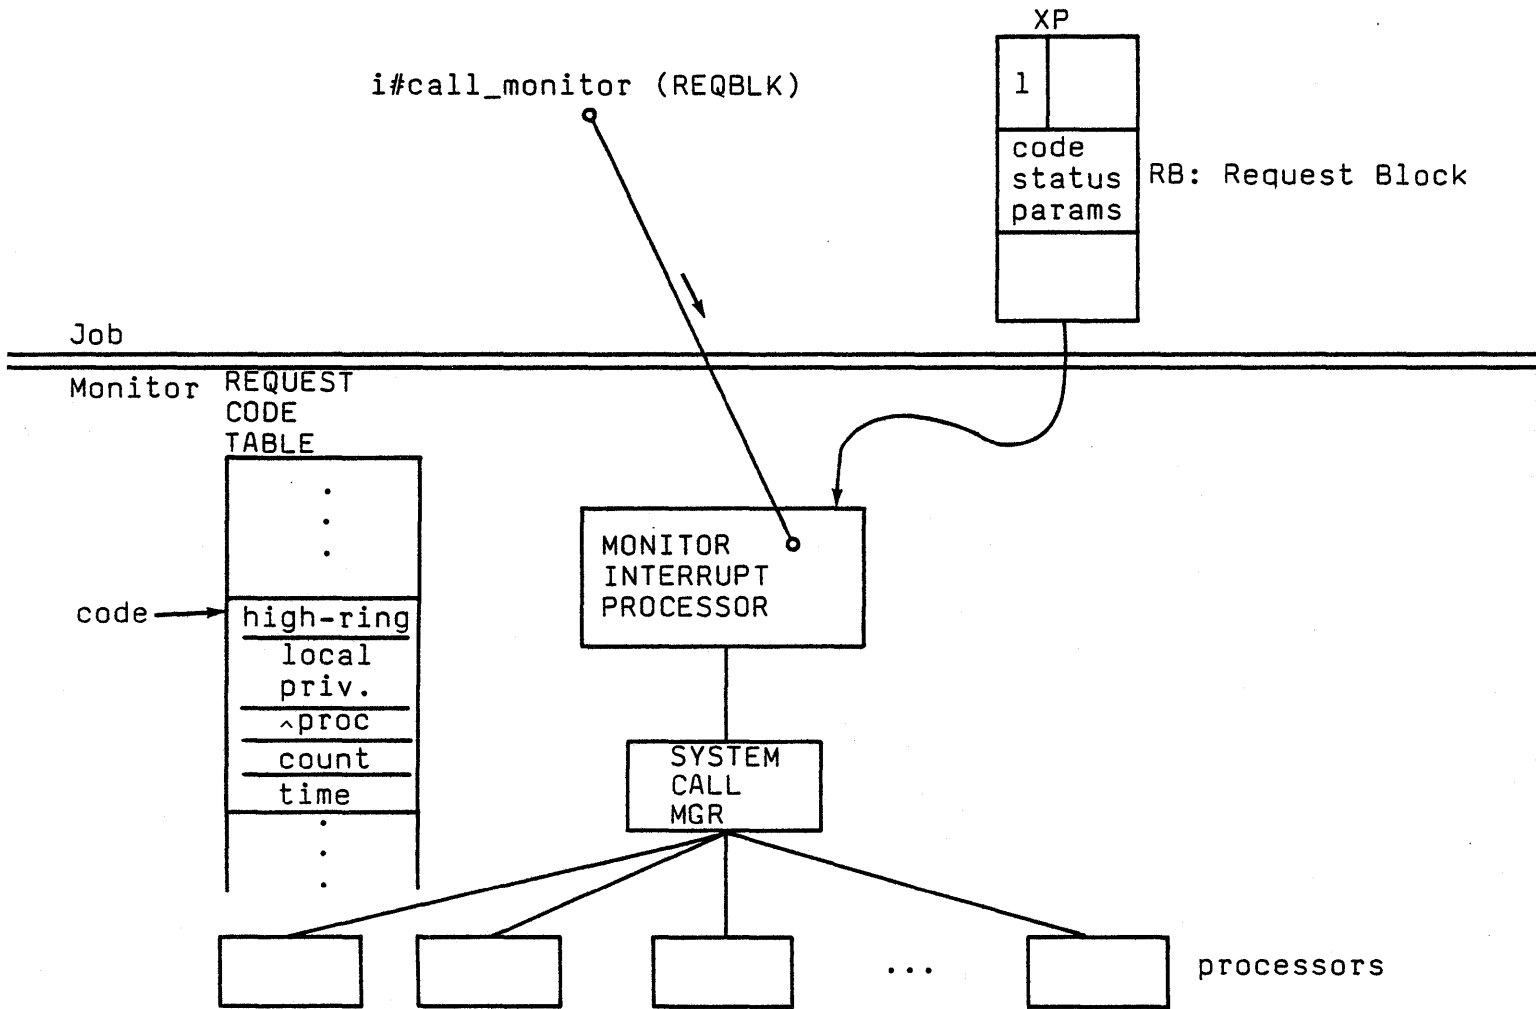 XP
i#call_monitor (REQBLK)
1
code
status
params
RB: Request Block
Job
Monitor
REQUEST
CODE
TABLE
.
.
.
code
high-ring
local
priv.
^proc
count
time
.
.
.
MONITOR
INTERRUPT
PROCESSOR
SYSTEM
CALL
MGR
...
processors